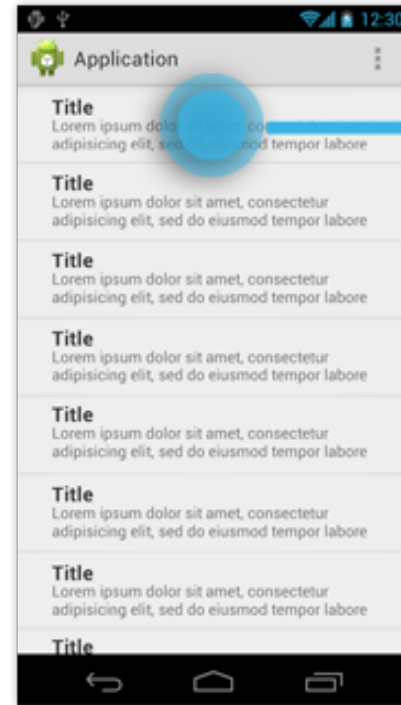 12:30
Application
Title
Lorem ipsum dolo
adipisicing elit, s tempor labore
Title
Lorem ipsum dolor sit amet, consectetur
adipisicing elit, sed do eiusmod tempor labore
Title
Lorem ipsum dolor sit amet, consectetur
adipisicing elit, sed do eiusmod tempor labore
Title
Lorem ipsum dolor sit amet, consectetur
adipisicing elit, sed do eiusmod tempor labore
Title
Lorem ipsum dolor sit amet, consectetur
adipisicing elit, sed do eiusmod tempor labore
Title
Lorem ipsum dolor sit amet, consectetur
adipisicing elit, sed do eiusmod tempor labore
Title
Lorem ipsum dolor sit amet, consectetur
adipisicing elit, sed do eiusmod tempor labore
Title